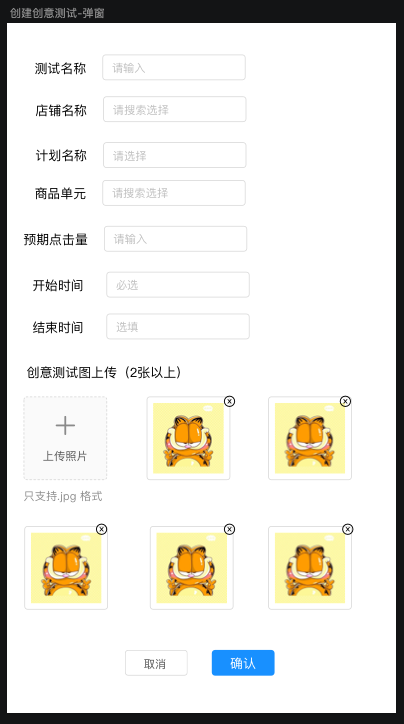 创建创意测试-弹窗
测试名称 请输入
店铺名称 请搜索选择
计划名称 请选择
商品单元 请搜索选择
预期点击量 请输入
开始时间 必选
结束时间 选填
创意测试图上传（2张以上）
上传照片
只支持.jpg 格式
取消 确认